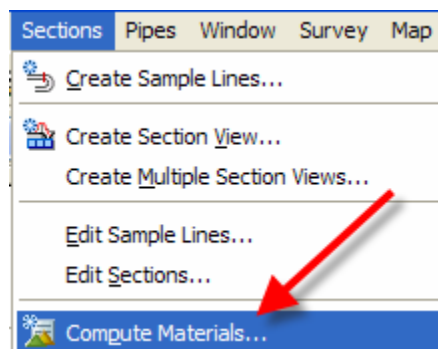 Sections Pipes Window Survey Map
Create Sample Lines...
Create Section View...
Create Multiple Section Views...
Edit Sample Lines...
Edit Sections...
Compute Materials...